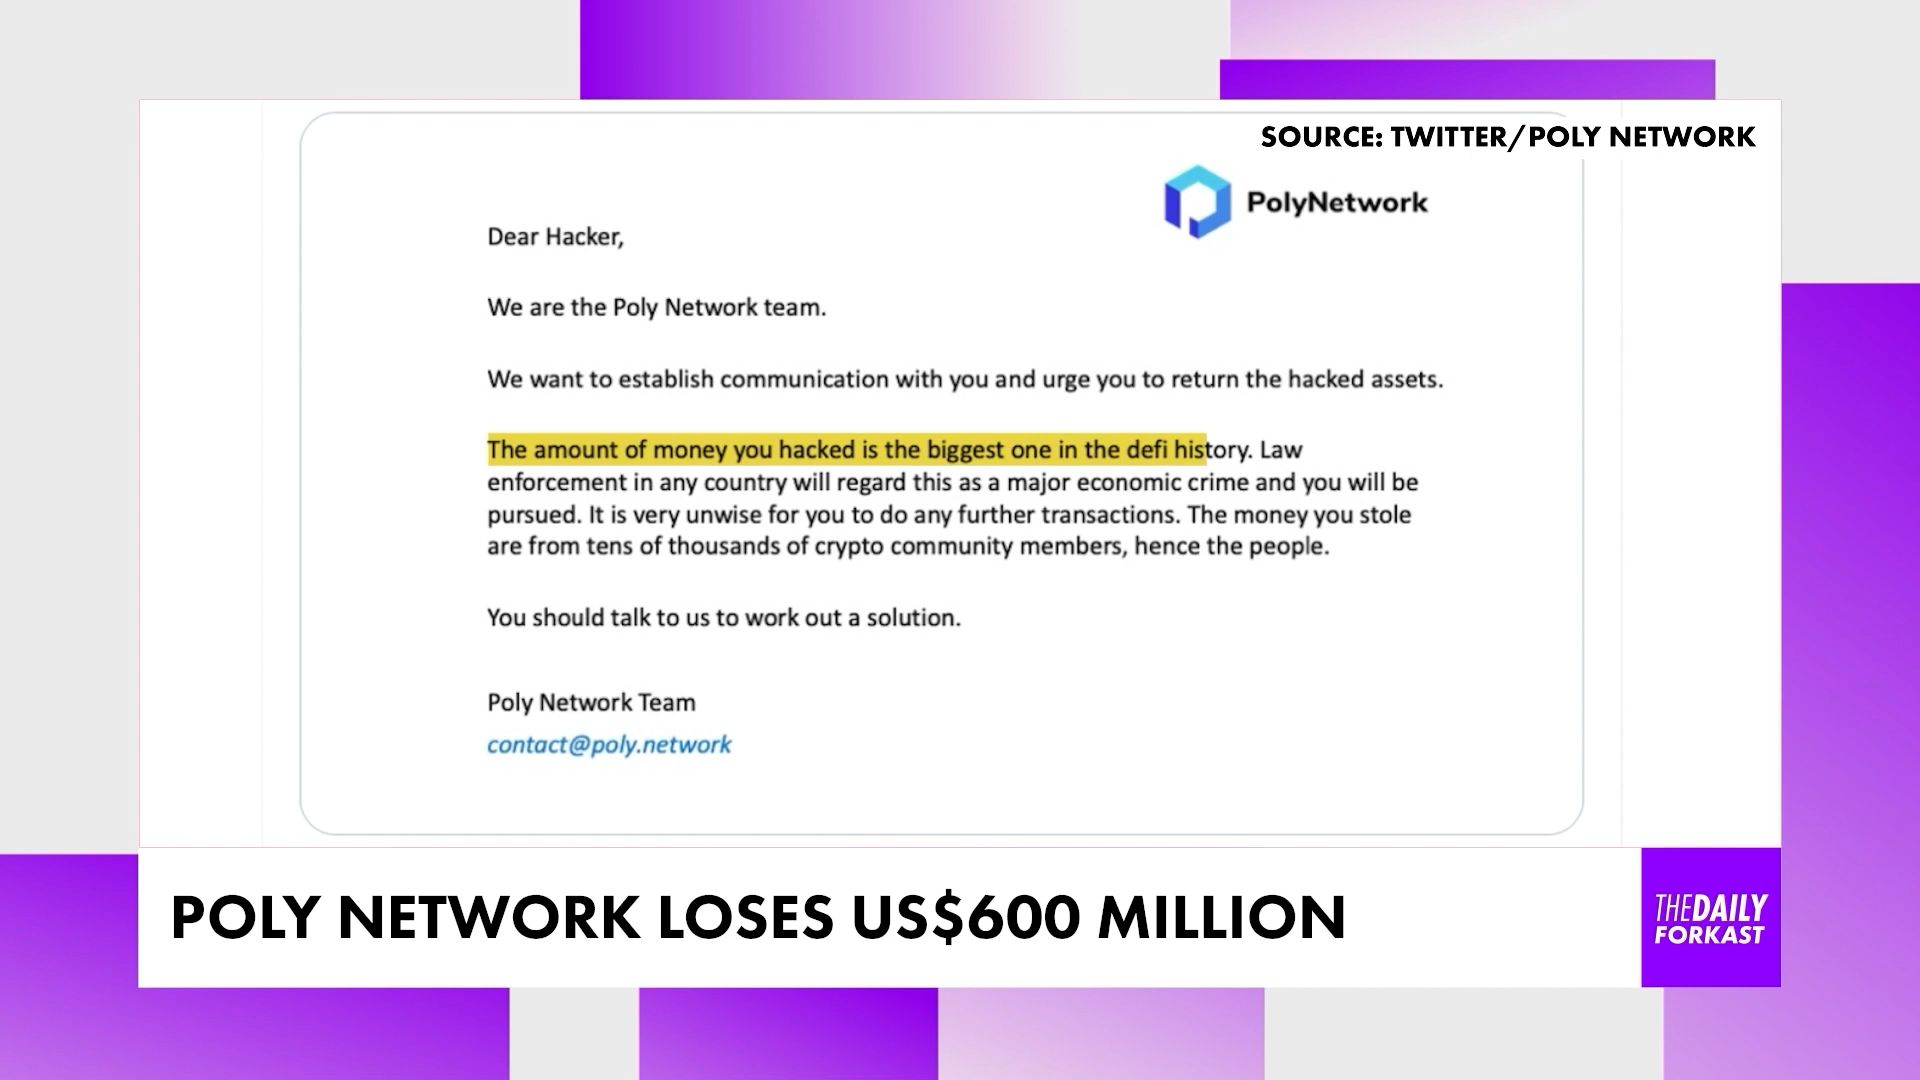 SOURCE: TWITTER/POLY NETWORK
PolyNetwork
Dear Hacker,
We are the Poly Network team.
We want to establish communication with you and urge you to return the hacked assets.
The amount of money you hacked is the biggest one in the defi history. Law
enforcement in any country will regard this as a major economic crime and you will be
pursued. It is very unwise for you to do any further transactions. The money you stole
are from tens of thousands of crypto community members, hence the people.
You should talk to us to work out a solution.
Poly Network Team
contact@poly.network
POLY NETWORK LOSES US$600 MILLION
THEDAILY
FORKAST